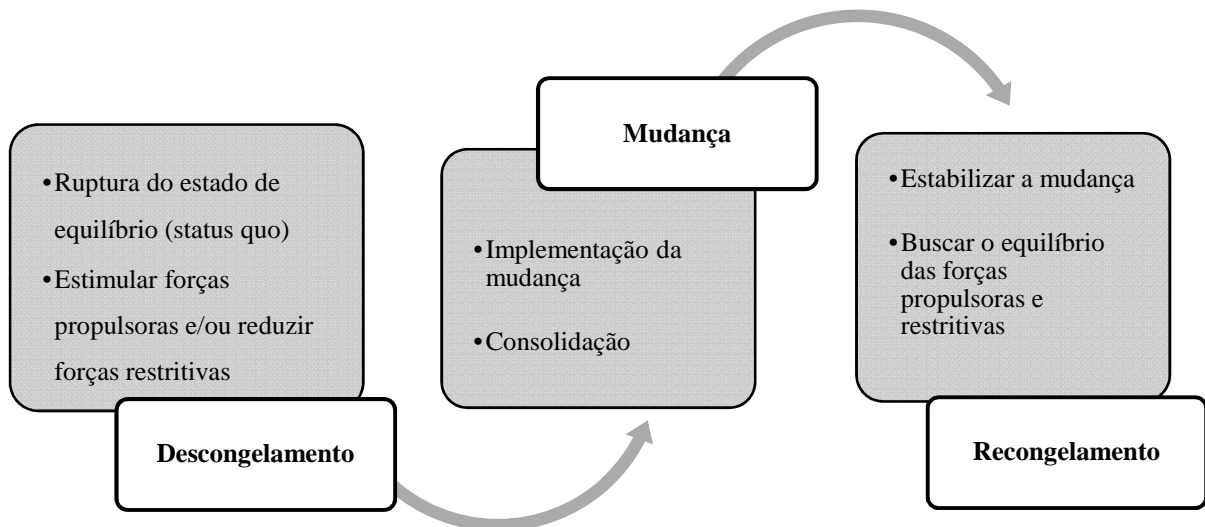 •Ruptura do estado de
equilíbrio (status quo)
•Estimular forças
propulsoras e/ou reduzir
forças restritivas
Descongelamento
Mudança
•Implementação da
mudança
•Consolidação
•Estabilizar a mudança
•Buscar o equilíbrio
das forças
propulsoras e
restritivas
Recongelamento